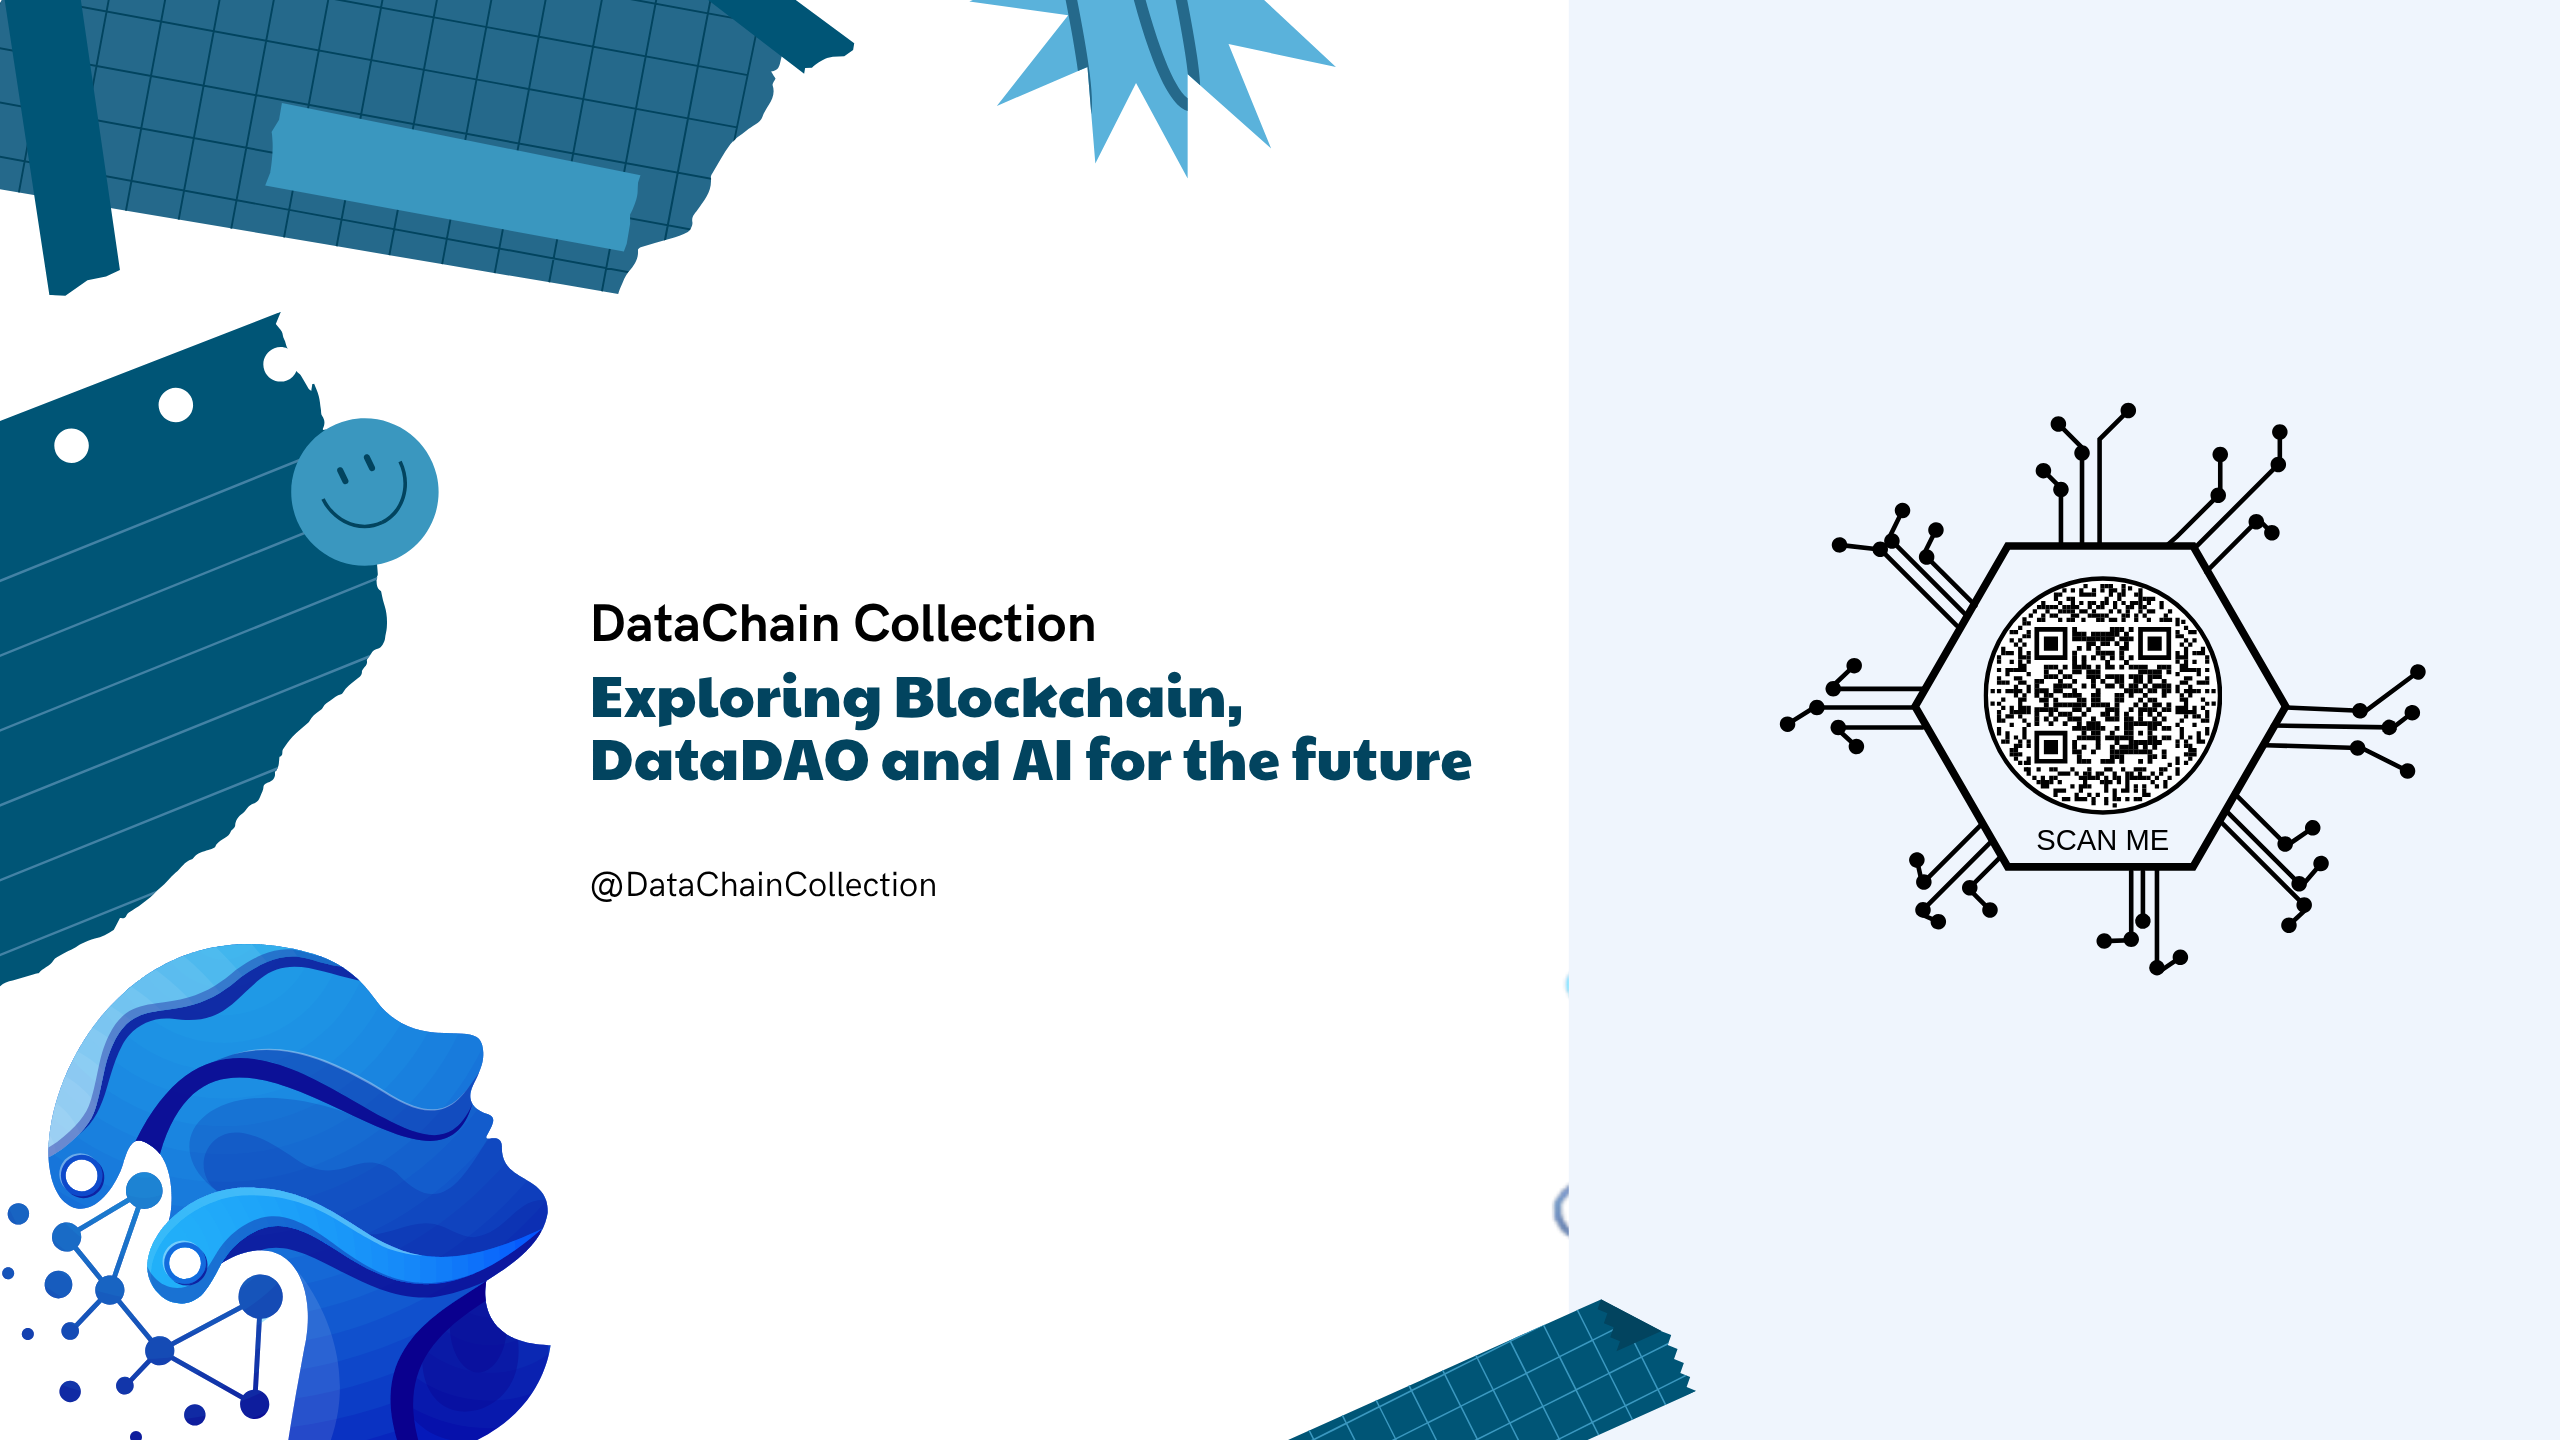 DataChain Collection
Exploring Blockchain,
DataDAO and AI for the future
@DataChainCollection
SCAN ME